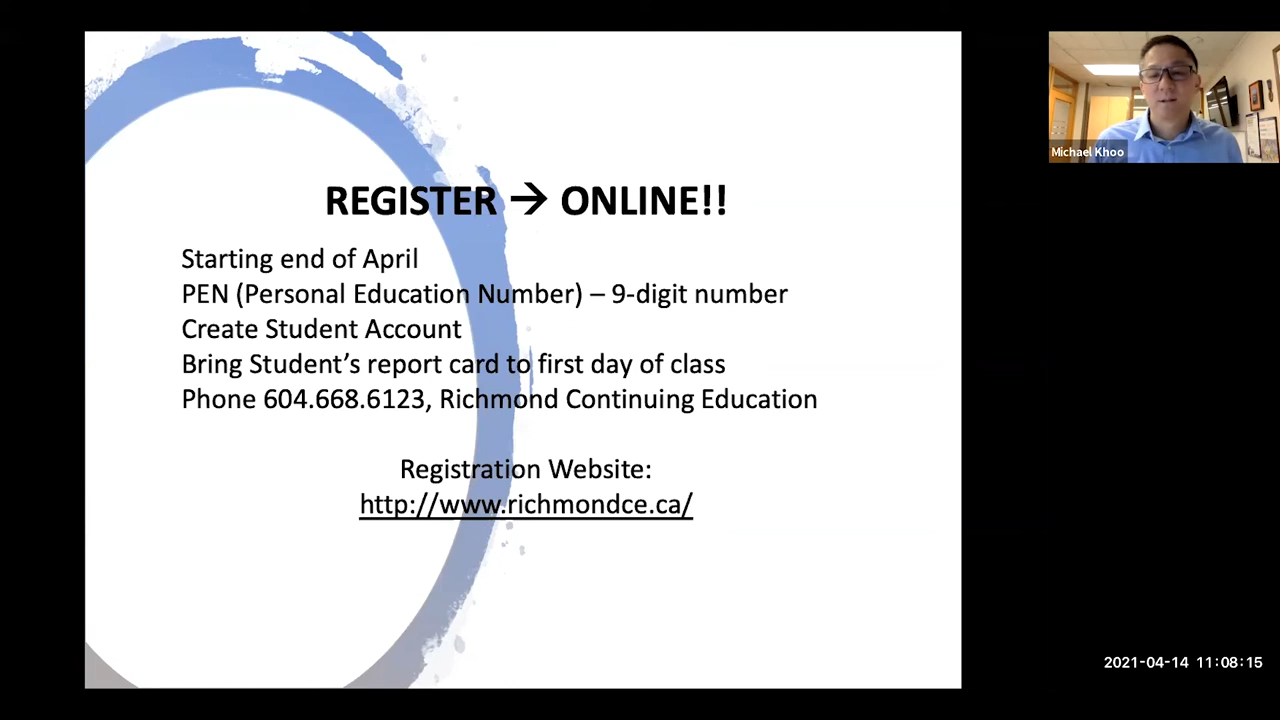 REGISTER → ONLINE!!
Starting end of April
PEN (Personal Education Number) – 9-digit number
Create Student Account
Bring Student’s report card to first day of class
Phone 604.668.6123, Richmond Continuing Education
Registration Website:
http://www.richmondce.ca/
Michael Khoo
2021-04-14 11:08:15